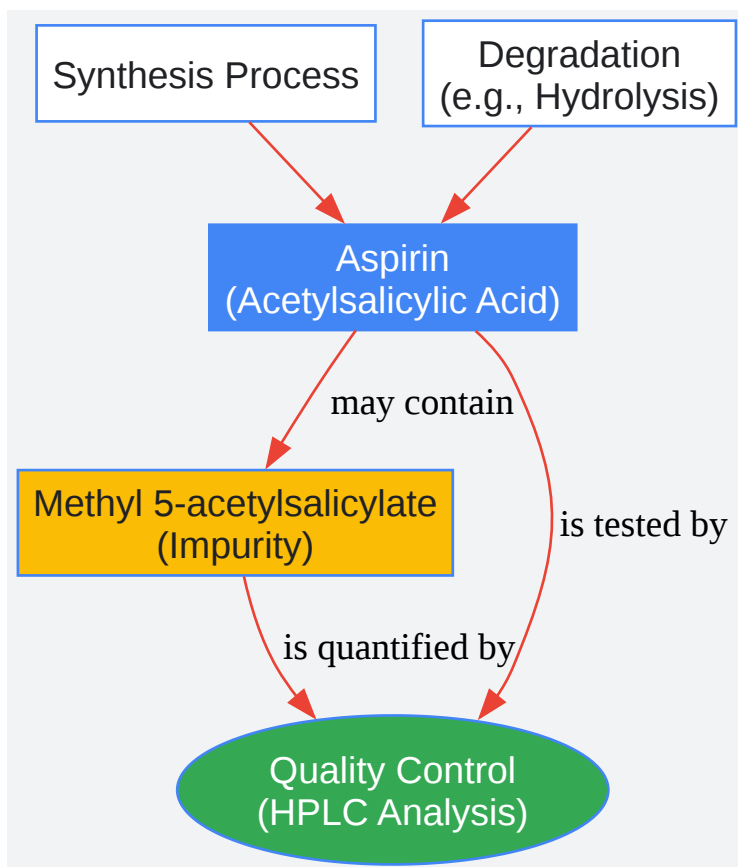 Synthesis Process
Degradation
(e.g., Hydrolysis)
Aspirin
(Acetylsalicylic Acid)
may contain
Methyl 5-acetylsalicylate
(Impurity)
is tested by
is quantified by
Quality Control
(HPLC Analysis)